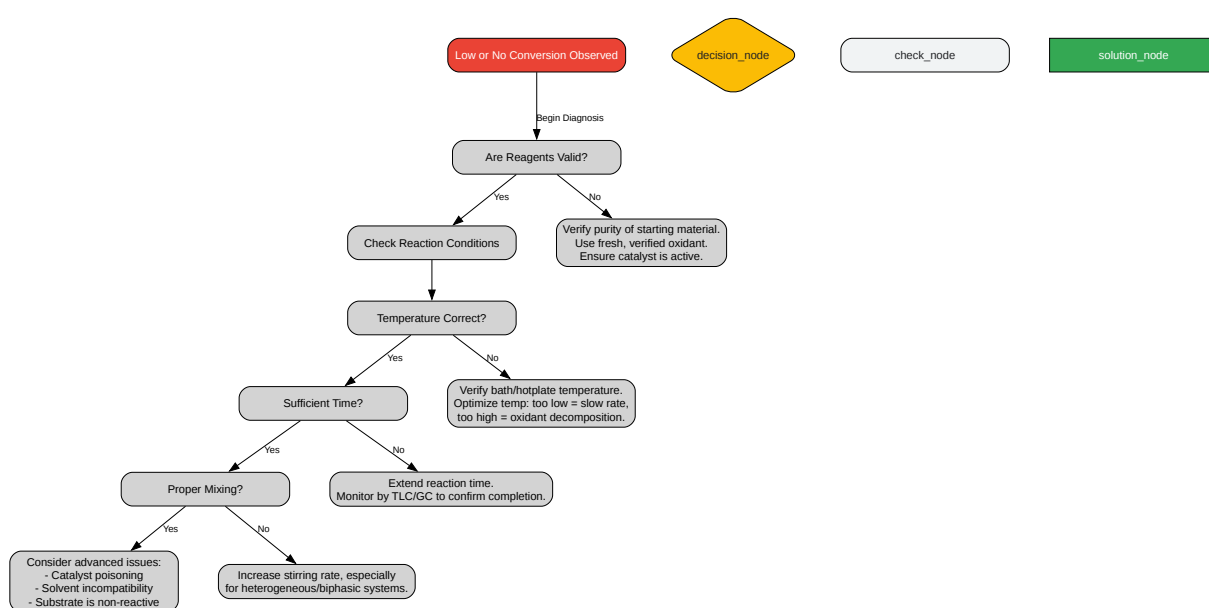 Low or No Conversion Observed
decision_node
check_node
solution_node
Begin Diagnosis
Are Reagents Valid?
Yes
No
Check Reaction Conditions
Verify purity of starting material.
Use fresh, verified oxidant.
Ensure catalyst is active.
Temperature Correct?
Yes
No
Sufficient Time?
Verify bath/hotplate temperature.
Optimize temp: too low = slow rate,
too high = oxidant decomposition.
Yes
No
Proper Mixing?
Extend reaction time.
Monitor by TLC/GC to confirm completion.
Yes
No
Consider advanced issues:
- Catalyst poisoning
- Solvent incompatibility
- Substrate is non-reactive
Increase stirring rate, especially
for heterogeneous/biphasic systems.